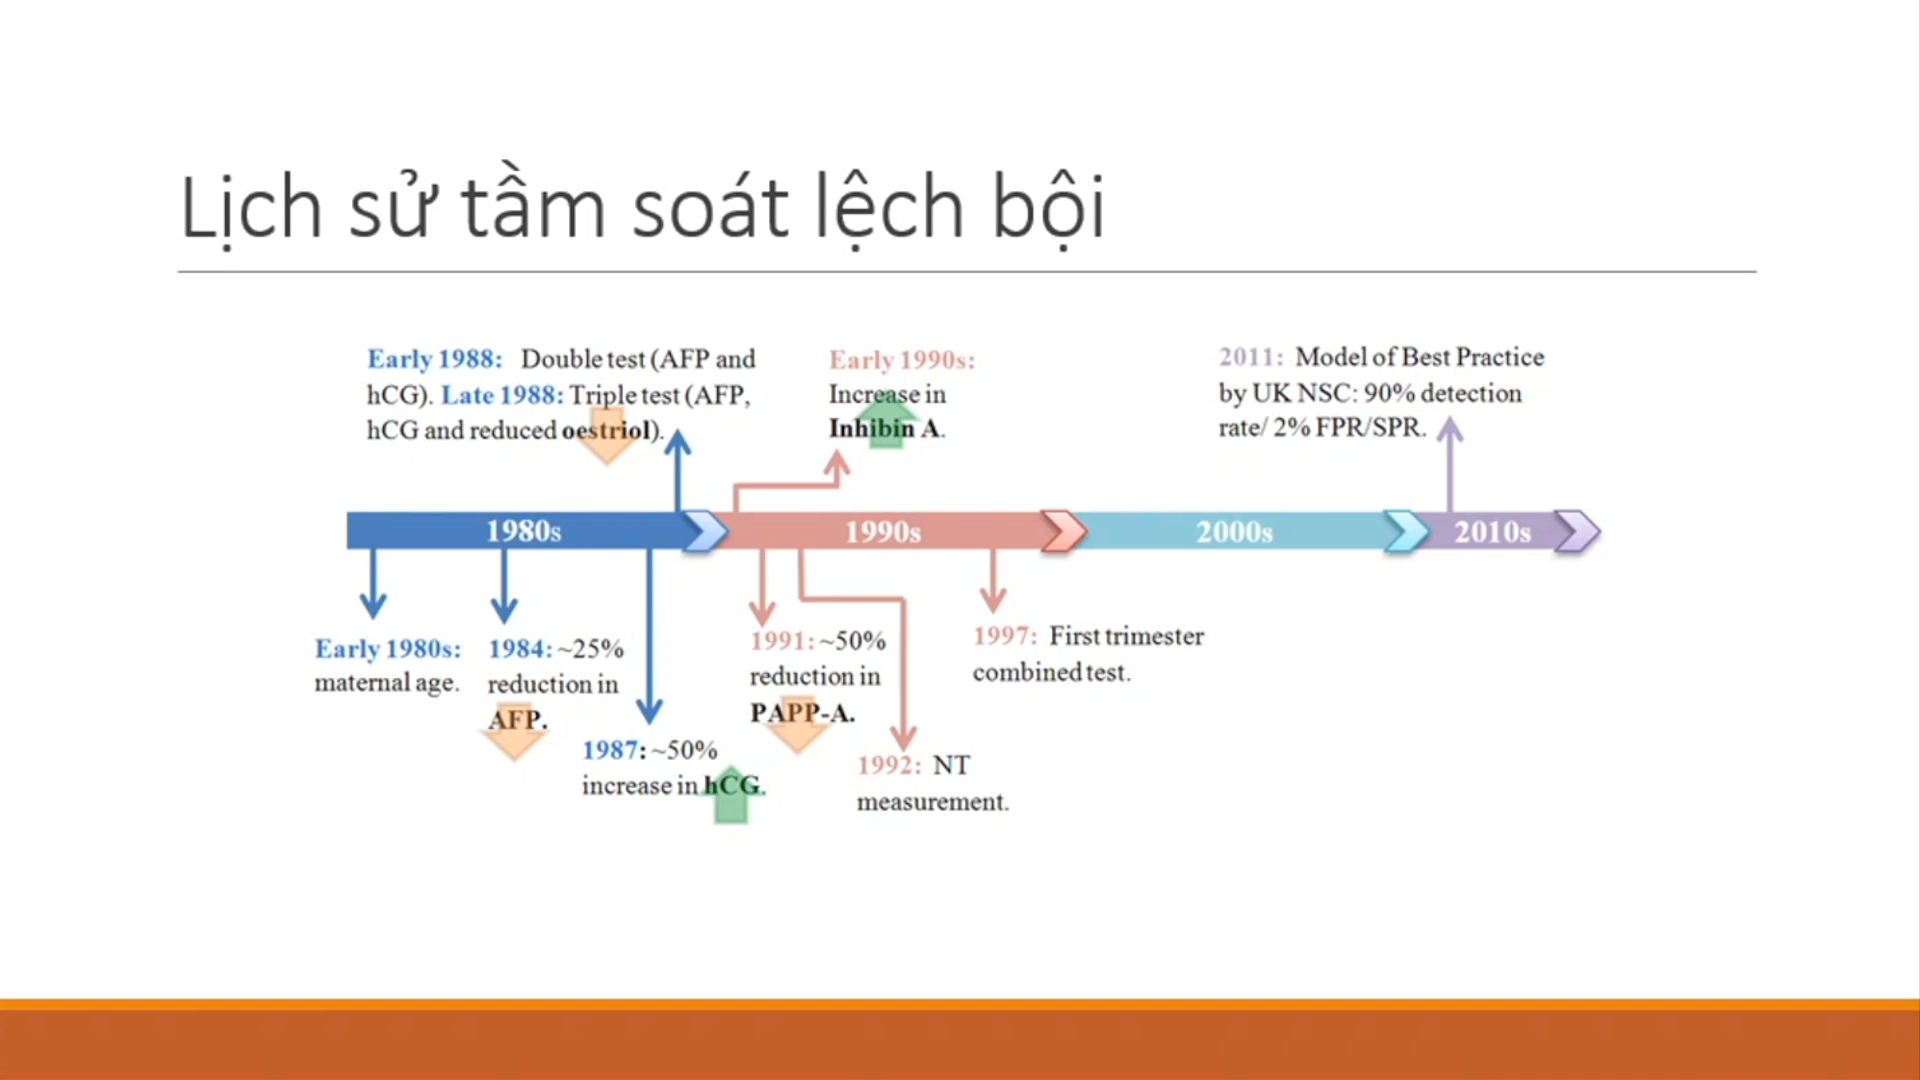 Lịch sử tầm soát lệch bội
Early 1988: Double test (AFP and
hCG). Late 1988: Triple test (AFP,
hCG and reduced oestriol).
Early 1990s:
Increase in
Inhibin A.
2011: Model of Best Practice
by UK NSC: 90% detection
rate/ 2% FPR/SPR.
1980s
1990s
2000s
2010s
Early 1980s:
maternal age.
1984: ~25%
reduction in
AFP.
1987: ~50%
increase in hCG.
1991: ~50%
reduction in
PAPP-A.
1992: NT
measurement.
1997: First trimester
combined test.